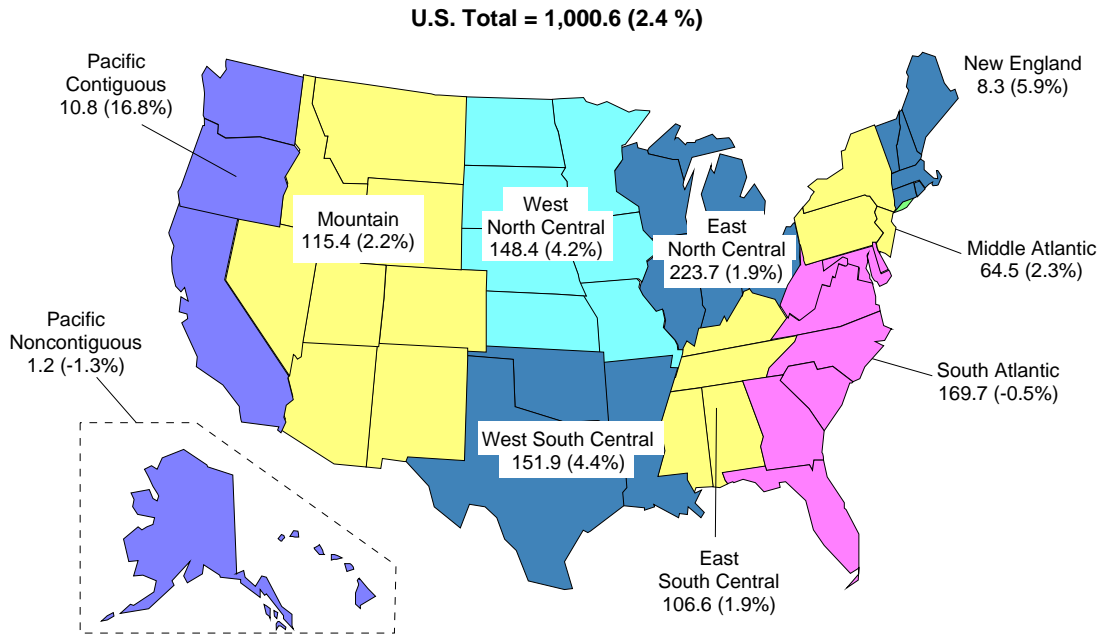 U.S. Total = 1,000.6 (2.4 %)
Pacific
Contiguous
10.8 (16.8%)
New England
8.3 (5.9%)
Mountain
115.4 (2.2%)
West
North Central
148.4 (4.2%)
East
North Central
223.7 (1.9%)
Middle Atlantic
64.5 (2.3%)
Pacific
Noncontiguous
1.2 (-1.3%)
South Atlantic
169.7 (-0.5%)
West South Central
151.9 (4.4%)
East
South Central
106.6 (1.9%)